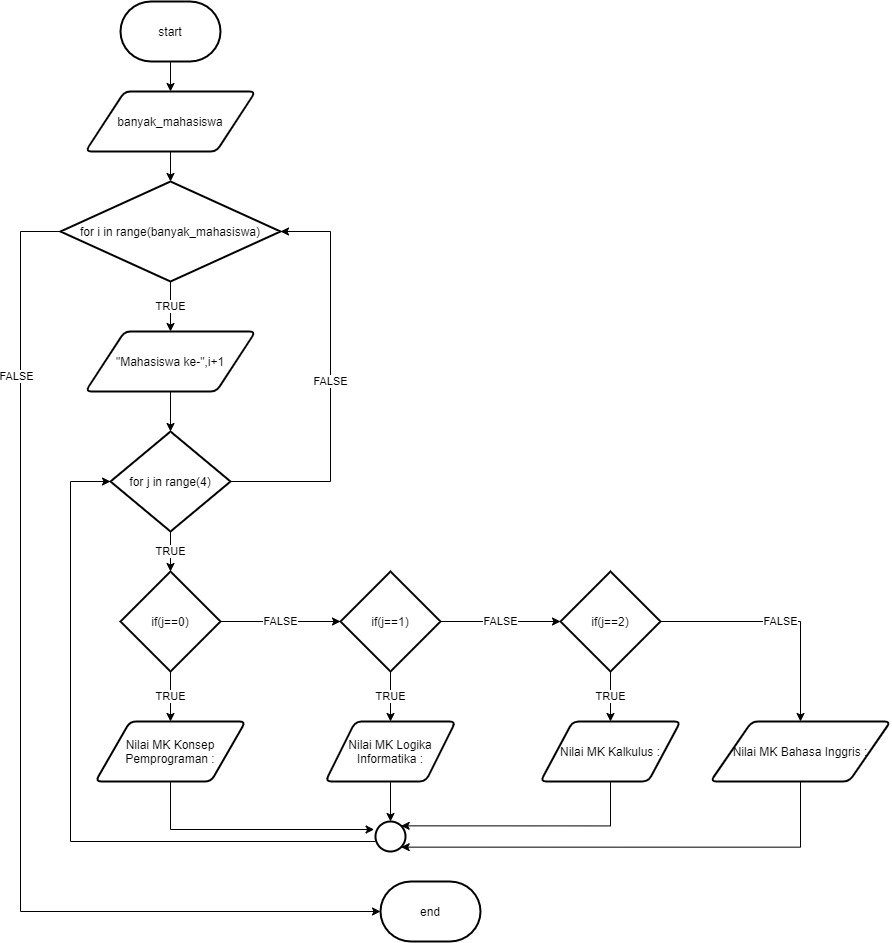 start
banyak_mahasiswa
for i in range(banyak_mahasiswa)
TRUE
"Mahasiswa ke-",i+1
FALSE
FALSE
for j in range(4)
TRUE
if(j==0)
FALSE
if(j==1)
FALSE
if(j==2)
FALSE
TRUE
TRUE
TRUE
Nilai MK Konsep
Pemprograman :
Nilai MK Logika
Informatika :
Nilai MK Kalkulus :
Nilai MK Bahasa Inggris :
end